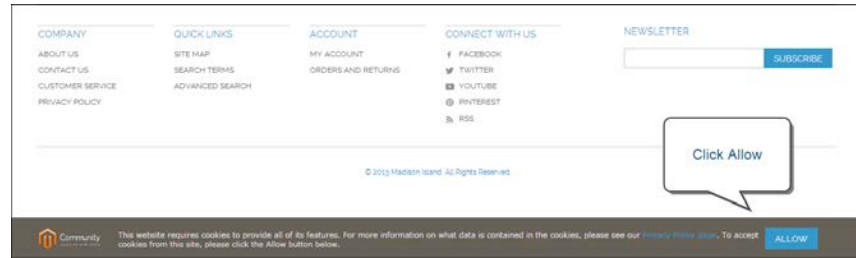 COMPANY
ABOUT US
CONTACT US
CUSTOMER SERVICE
PRIVACY POLICY
QUICK LINKS
SITE MAP
SEARCH TERMS
ADVANCED SEARCH
ACCOUNT
MY ACCOUNT
ORDERS AND RETURNS
CONNECT WITH US
FACEBOOK
TWITTER
YOUTUBE
PINTEREST
RSS
NEWSLETTER
SUBSCRIBE
Click Allow
© 2013 Madison Island. All Rights Reserved.
Community
This website requires cookies to provide all of its features. For more information on what data is contained in the cookies, please see our Privacy Policy page. To accept
cookies from this site, please click the Allow button below.
ALLOW